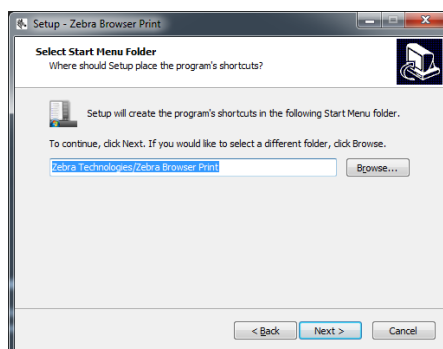 Setup - Zebra Browser Print
Select Start Menu Folder
Where should Setup place the program's shortcuts?
Setup will create the program's shortcuts in the following Start Menu folder.
To continue, click Next. If you would like to select a different folder, click Browse.
Zebra Technologies/Zebra Browser Print
Browse...
< Back
Next >
Cancel